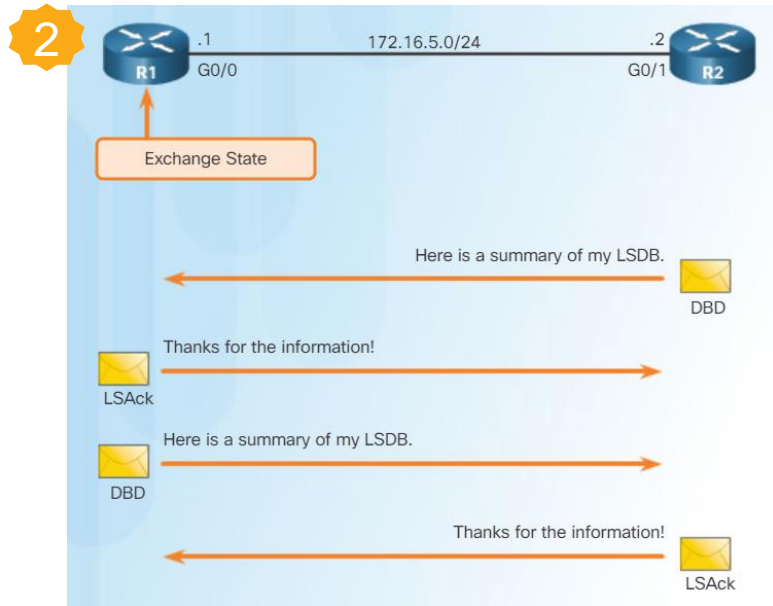 2
.1
172.16.5.0/24
.2
R1
G0/0
G0/1
R2
Exchange State
Here is a summary of my LSDB.
DBD
Thanks for the information!
LSAck
Here is a summary of my LSDB.
DBD
Thanks for the information!
LSAck